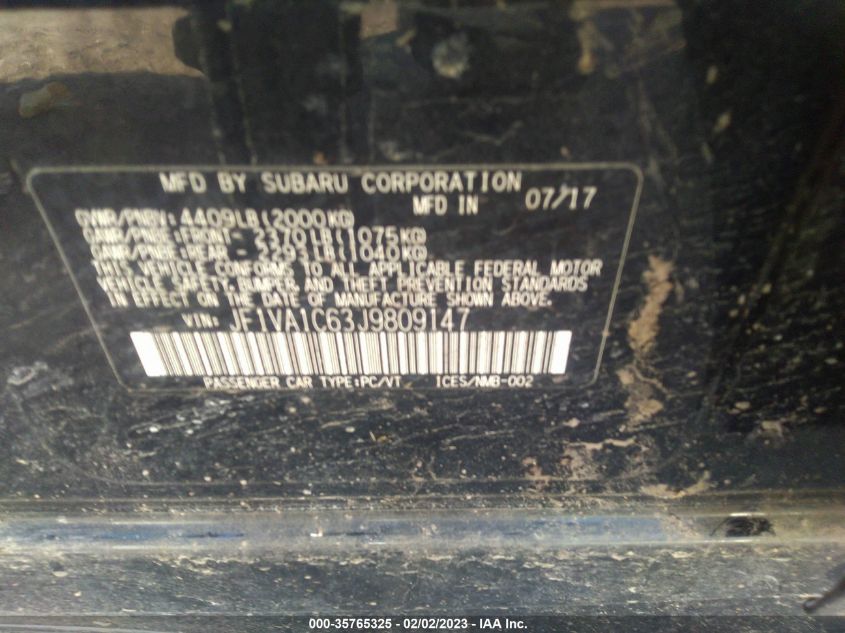 MFD BY SUBARU CORPORATION
MFD IN 07/17
GVWR/PNBV: 4409LB(2000KG)
GAWR/PNBE: FRONT- 2370LB(1075KG)
GAWR/PNBE: REAR - 2293LB(1040KG)
THIS VEHICLE CONFORMS TO ALL APPLICABLE FEDERAL MOTOR
VEHICLE SAFETY, BUMPER, AND THEFT PREVENTION STANDARDS
IN EFFECT ON THE DATE OF MANUFACTURE SHOWN ABOVE.
VIN: JF1VA1C63J9809147
PASSENGER CAR TYPE:PC/VT ICES/NMB-002
000-35765325 - 02/02/2023 - IAA Inc.